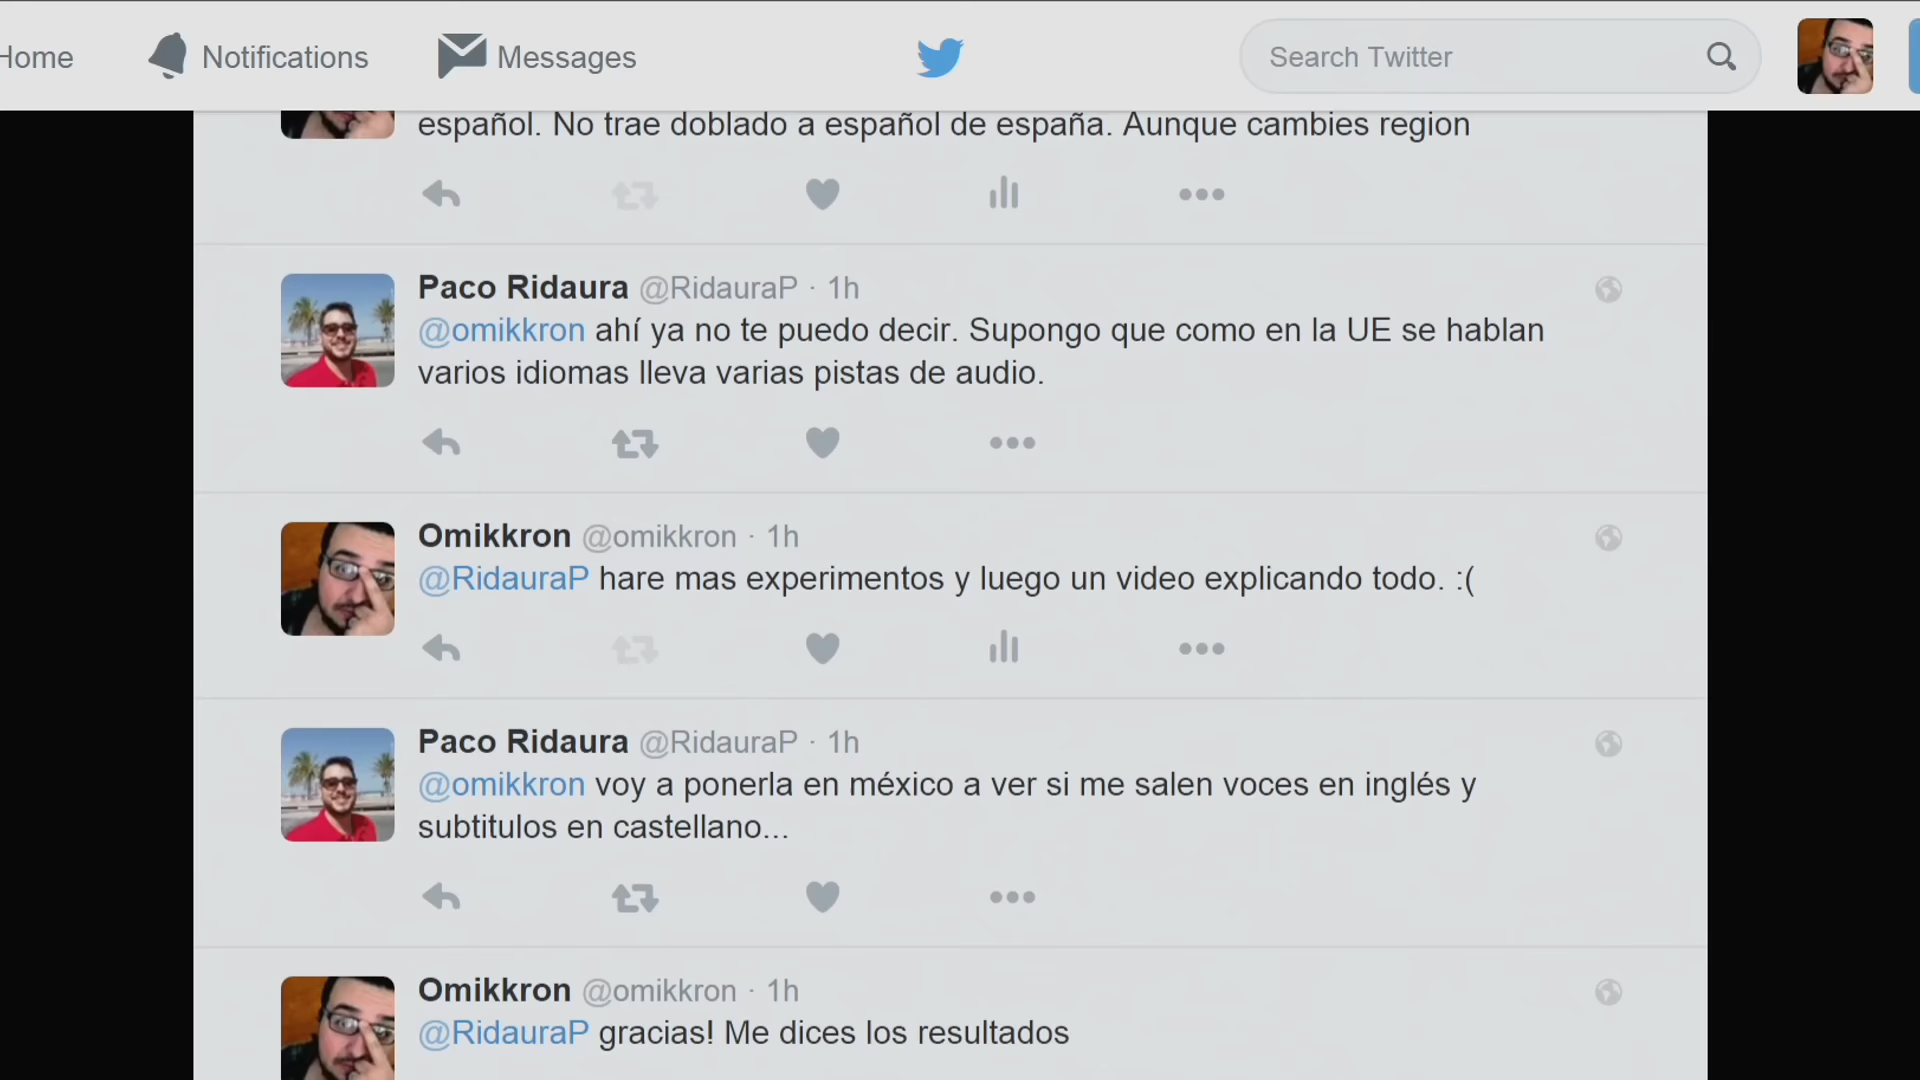 Home
Notifications
Messages
Search Twitter
español. No trae doblado a español de españa. Aunque cambies region
Paco Ridaura @RidauraP · 1h
@omikkron ahí ya no te puedo decir. Supongo que como en la UE se hablan
varios idiomas lleva varias pistas de audio.
Omikkron @omikkron · 1h
@RidauraP hare mas experimentos y luego un video explicando todo. :(
Paco Ridaura @RidauraP · 1h
@omikkron voy a ponerla en méxico a ver si me salen voces en inglés y
subtitulos en castellano...
Omikkron @omikkron · 1h
@RidauraP gracias! Me dices los resultados